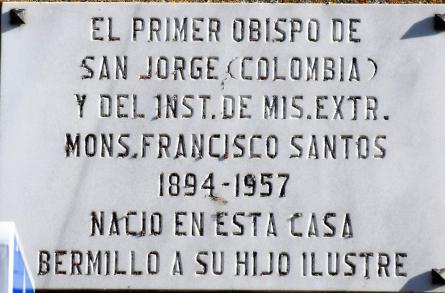 EL PRIMER OBISPO DE
SAN JORGE (COLOMBIA)
Y DEL INST. DE MIS. EXTR.
MONS. FRANCISCO SANTOS
1894-1957
NACIO EN ESTA CASA
BERMILLO A SU HIJO ILUSTRE